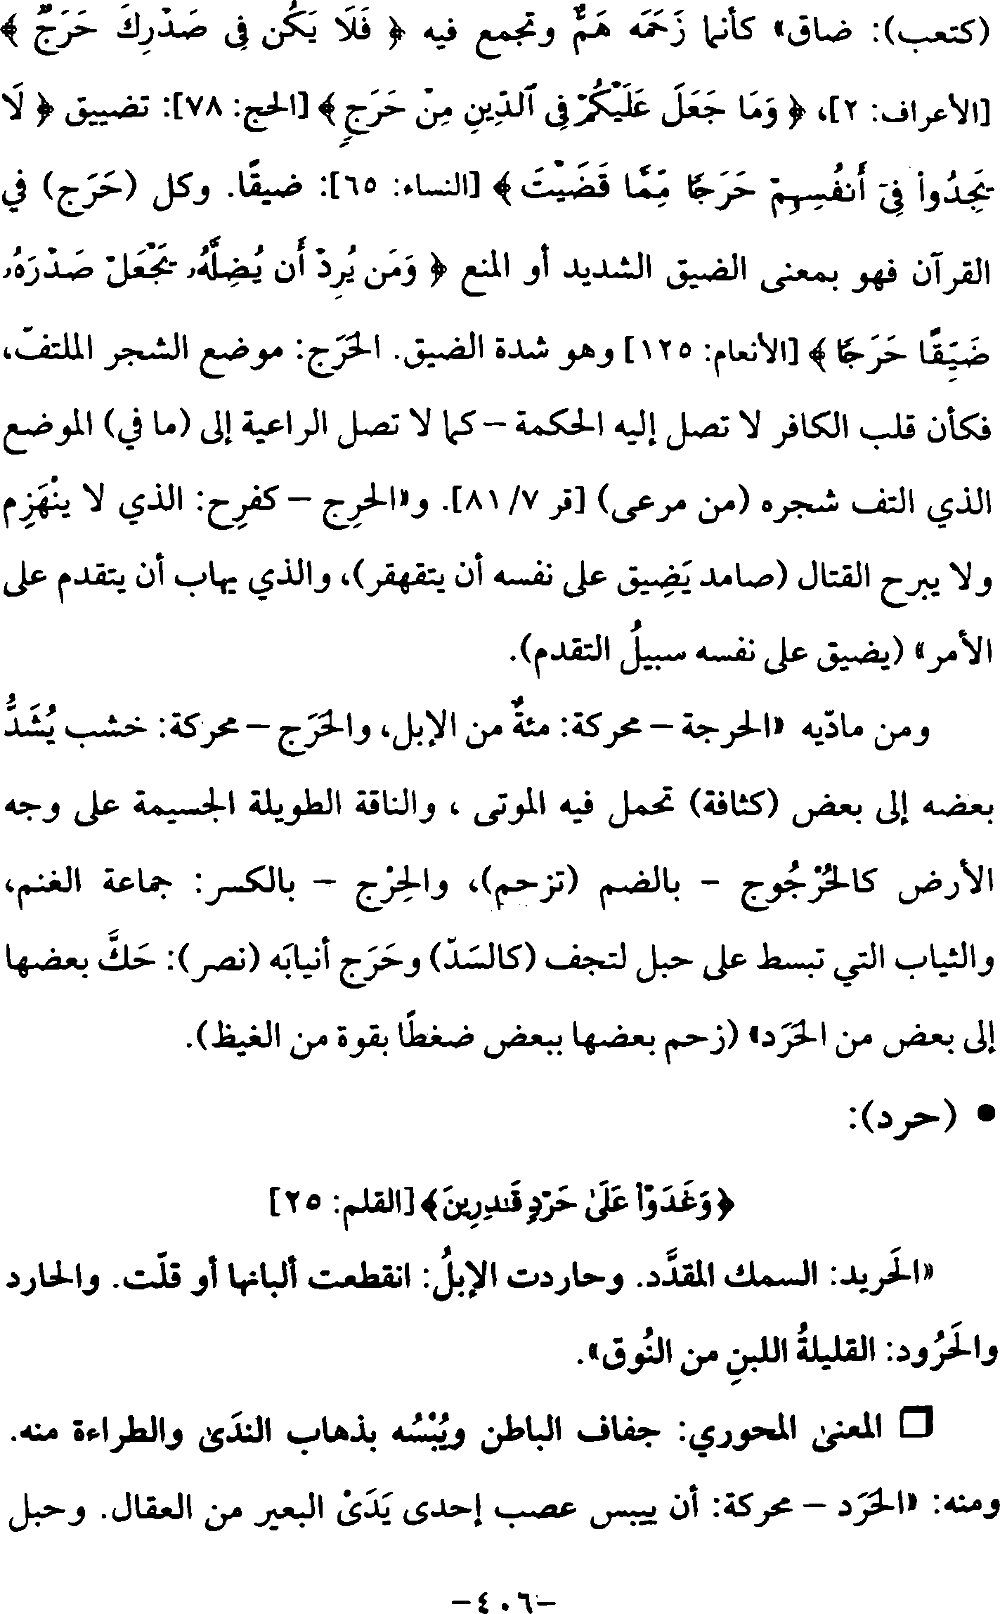 (كتعب): ضاق» كأنما زَحَمَه هَمٌّ وتجمع فيه ﴿ فَلَا يَكُن فِى صَدْرِكَ حَرَجٌ ﴾
[الأعراف: ٢]، ﴿ وَمَا جَعَلَ عَلَيْكُمْ فِى ٱلدِّينِ مِنْ حَرَجٍ ﴾ [الحج: ٧٨]: تضييق ﴿ لَا
يَجِدُوا۟ فِىٓ أَنفُسِهِمْ حَرَجًا مِّمَّا قَضَيْتَ ﴾ [النساء: ٦٥]: ضيقًا. وكل (حَرَج) في
القرآن فهو بمعنى الضيق الشديد أو المنع ﴿ وَمَن يُرِدْ أَن يُضِلَّهُۥ يَجْعَلْ صَدْرَهُۥ
ضَيِّقًا حَرَجًا ﴾ [الأنعام: ١٢٥] وهو شدة الضيق. الحَرَج: موضع الشجر الملتفّ،
فكأن قلب الكافر لا تصل إليه الحكمة – كما لا تصل الراعية إلى (ما في) الموضع
الذي التف شجره (من مرعى) [قر ٧/ ٨١]. و«الحرِج – كفرِح: الذي لا ينْهَزِم
ولا يبرح القتال (صامد يَضِيق على نفسه أن يتقهقر)، والذي يهاب أن يتقدم على
الأمر» (يضيق على نفسه سبيلُ التقدم).
ومن مادّيه «الحرجة – محركة: مئةٌ من الإبل، والحَرَج – محركة: خشب يُشَدُّ
بعضه إلى بعض (كثافة) تحمل فيه الموتى ، والناقة الطويلة الجسيمة على وجه
الأرض كالحُرْجُوج – بالضم (تزحم)، والحِرْج – بالكسر: جماعة الغنم،
والثياب التي تبسط على حبل لتجف (كالسَدّ) وحَرَج أنيابَه (نصر): حَكَّ بعضها
إلى بعض من الحَرَد» (زحم بعضها ببعض ضغطًا بقوة من الغيظ).
• (حرد):
﴿ وَغَدَوْا۟ عَلَىٰ حَرْدٍ قَـٰدِرِينَ﴾ [القلم: ٢٥]
«الحَريد: السمك المقدَّد. وحاردت الإبلُ: انقطعت ألبانها أو قلّت. والحارد
والحَرُود: القليلةُ اللبنِ من النُوق».
□ المعنى المحوري: جفاف الباطن ويُبْسُه بذهاب الندَى والطراءة منه.
ومنه: «الحَرَد – محركة: أن ييبس عصب إحدى يَدَىْ البعير من العقال. وحبل
-٤٠٦-